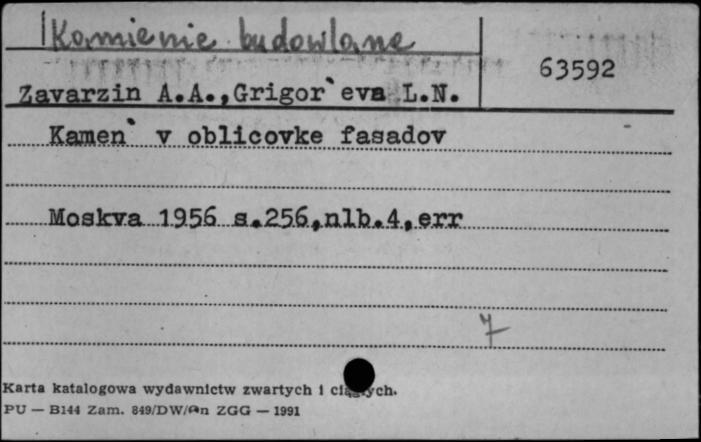 Kamienie budowlane
63592
Zavarzin A.A.,Grigor`eva L.N.
Kamen` v oblicovke fasadov
Moskva 1956 s.256,nlb.4,err
7
Karta katalogowa wydawnictw zwartych i
PU — B144 Zam. 849/DW/ ZGG — 1991